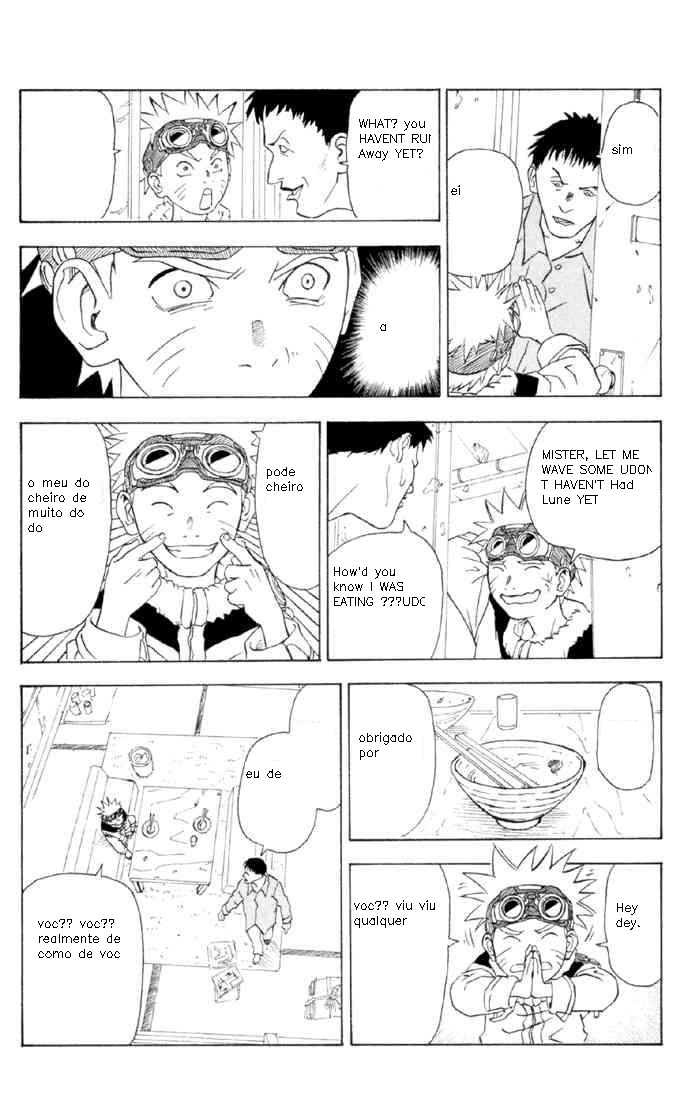 sim
ei
WHAT? you
HAVENT RUI
Away YET?
a
MISTER, LET ME
WAVE SOME UDON
T HAVEN'T Had
Lune YET
How'd you
know I WAS
EATING ???UDO
pode
cheiro
o meu do
cheiro de
muito do
do
obrigado
por
eu de
voc?? voc??
realmente de
como de voc
Hey
dey.
voc?? viu viu
qualquer